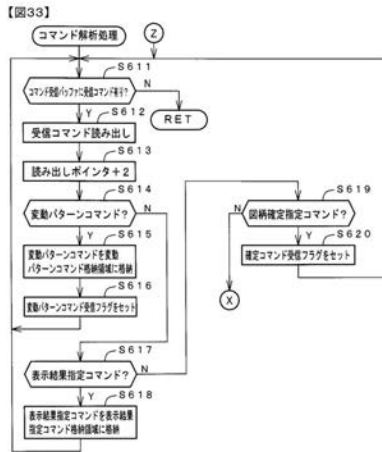 【図33】
コマンド解析処理
Z
S611
コマンド受信バッファに受信コマンド有り?
N
Y
RET
S612
受信コマンド読み出し
S613
読み出しポインタ+2
S614
変動パターンコマンド?
N
Y
S615
変動パターンコマンドを変動
パターンコマンド格納領域に格納
S616
変動パターンコマンド受信フラグをセット
S617
表示結果指定コマンド?
N
Y
S618
表示結果指定コマンドを表示結果
指定コマンド格納領域に格納
S619
図柄確定指定コマンド?
N
Y
S620
確定コマンド受信フラグをセット
X